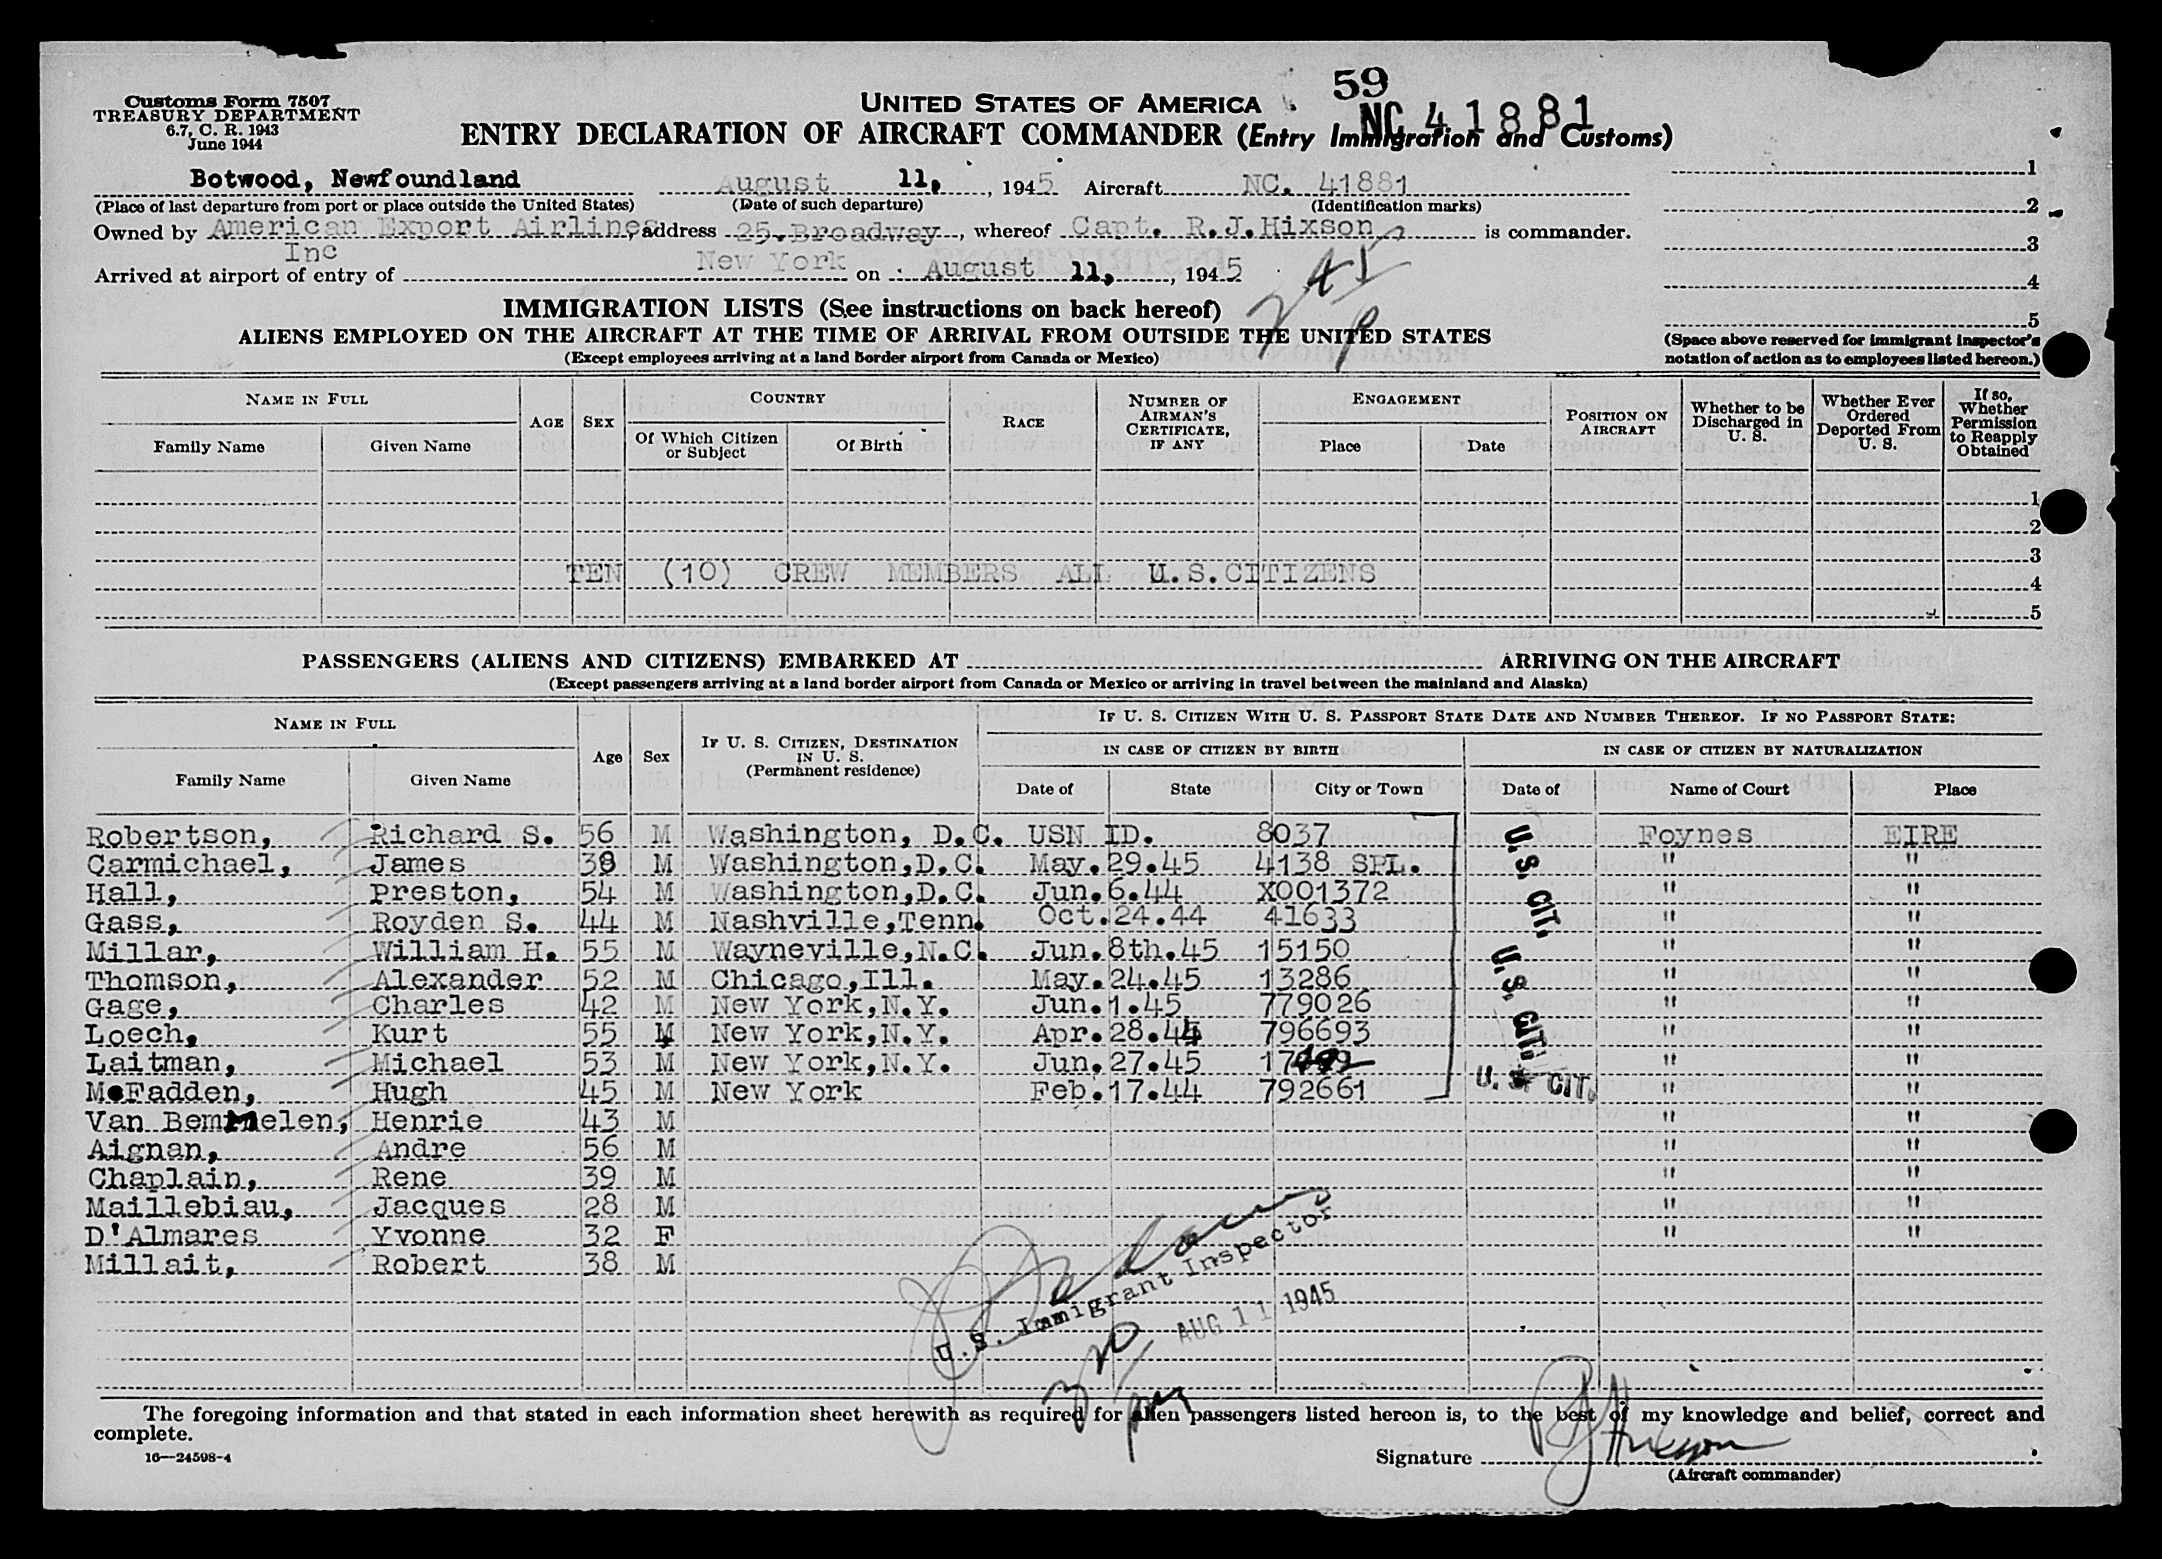 59
Customs Form 7507
TREASURY DEPARTMENT
6.7, C. R. 1943
June 1944
UNITED STATES OF AMERICA
NC 41881
ENTRY DECLARATION OF AIRCRAFT COMMANDER (Entry Immigration and Customs)
Botwood, Newfoundland August 11, , 1945 Aircraft NC. 41881
(Place of last departure from port or place outside the United States) (Date of such departure) (Identification marks)
Owned by American Export Airlines, address 25.Broadway, whereof Capt. R.J.Hixson is commander.
Inc
Arrived at airport of entry of New York on August 11, , 1945
1
2
3
4
5
(Space above reserved for immigrant inspector's
notation of action as to employees listed hereon.)
IMMIGRATION LISTS (See instructions on back hereof)
ALIENS EMPLOYED ON THE AIRCRAFT AT THE TIME OF ARRIVAL FROM OUTSIDE THE UNITED STATES
(Except employees arriving at a land border airport from Canada or Mexico)
NAME IN FULL
Family Name Given Name
AGE SEX
COUNTRY
Of Which Citizen or Subject Of Birth
RACE
NUMBER OF AIRMAN'S CERTIFICATE, IF ANY
ENGAGEMENT
Place Date
POSITION ON AIRCRAFT
Whether to be Discharged in U. S.
Whether Ever Ordered Deported From U. S.
If so, Whether Permission to Reapply Obtained
1
2
3
TEN (10) CREW MEMBERS ALL U.S.CITIZENS
4
5
PASSENGERS (ALIENS AND CITIZENS) EMBARKED AT ARRIVING ON THE AIRCRAFT
(Except passengers arriving at a land border airport from Canada or Mexico or arriving in travel between the mainland and Alaska)
NAME IN FULL
Family Name Given Name
Age Sex
IF U. S. CITIZEN, DESTINATION IN U. S.
(Permanent residence)
IF U. S. CITIZEN WITH U. S. PASSPORT STATE DATE AND NUMBER THEREOF. IF NO PASSPORT STATE:
IN CASE OF CITIZEN BY BIRTH IN CASE OF CITIZEN BY NATURALIZATION
Date of State City or Town Date of Name of Court Place
Robertson, Richard S. 56 M Washington, D.C. USN ID. 8037 Foynes EIRE
Carmichael, James 39 M Washington,D.C. May.29.45 4138 SPL. " "
Hall, Preston, 54 M Washington,D.C. Jun.6.44 X001372 " "
Gass, Royden S. 44 M Nashville,Tenn. Oct.24.44 41633 " "
Millar, William H. 55 M Wayneville,N.C. Jun.8th.45 15150 " "
Thomson, Alexander 52 M Chicago,Ill. May.24.45 13286 " "
Gage, Charles 42 M New York,N.Y. Jun.1.45 779026 " "
Loech, Kurt 55 M New York,N.Y. Apr.28.44 796693 " "
Laitman, Michael 53 M New York,N.Y. Jun.27.45 " "
McFadden, Hugh 45 M New York Feb.17.44 792661 " "
Van Bemmelen, Henrie 43 M " "
Aignan, Andre 56 M " "
Chaplain, Rene 39 M " "
Maillebiau, Jacques 28 M " "
D'Almares Yvonne 32 F " "
Millait, Robert 38 M
U.S. CIT.
U.S. CIT.
U.S. CIT.
U.S. Immigrant Inspector
AUG 11 1945
The foregoing information and that stated in each information sheet herewith as required for alien passengers listed hereon is, to the best of my knowledge and belief, correct and
complete.
16—24598-4
Signature RJ Hixson
(Aircraft commander)